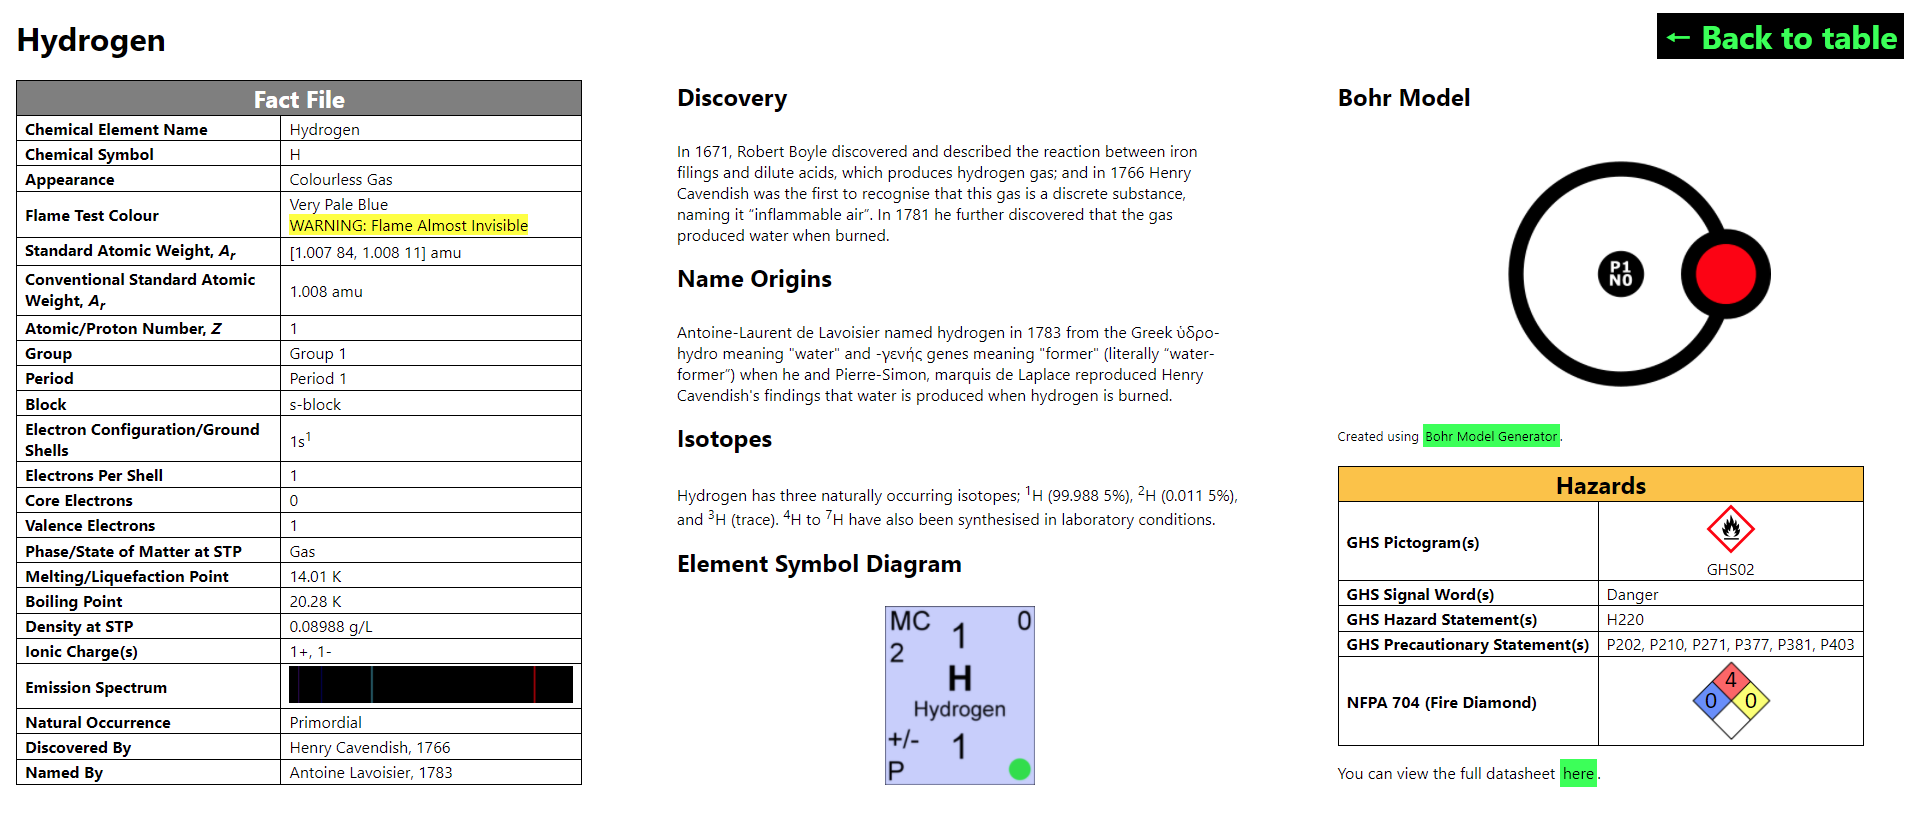 Hydrogen
← Back to table
Fact File
Chemical Element Name Hydrogen
Chemical Symbol H
Appearance Colourless Gas
Flame Test Colour Very Pale Blue
WARNING: Flame Almost Invisible
Standard Atomic Weight, Ar [1.007 84, 1.008 11] amu
Conventional Standard Atomic
Weight, Ar 1.008 amu
Atomic/Proton Number, Z 1
Group Group 1
Period Period 1
Block s-block
Electron Configuration/Ground
Shells 1s¹
Electrons Per Shell 1
Core Electrons 0
Valence Electrons 1
Phase/State of Matter at STP Gas
Melting/Liquefaction Point 14.01 K
Boiling Point 20.28 K
Density at STP 0.08988 g/L
Ionic Charge(s) 1+, 1-
Emission Spectrum
Natural Occurrence Primordial
Discovered By Henry Cavendish, 1766
Named By Antoine Lavoisier, 1783
Discovery
In 1671, Robert Boyle discovered and described the reaction between iron
filings and dilute acids, which produces hydrogen gas; and in 1766 Henry
Cavendish was the first to recognise that this gas is a discrete substance,
naming it “inflammable air”. In 1781 he further discovered that the gas
produced water when burned.
Name Origins
Antoine-Laurent de Lavoisier named hydrogen in 1783 from the Greek ὑδρο-
hydro meaning "water" and -γενής genes meaning "former" (literally “water-
former”) when he and Pierre-Simon, marquis de Laplace reproduced Henry
Cavendish's findings that water is produced when hydrogen is burned.
Isotopes
Hydrogen has three naturally occurring isotopes; ¹H (99.988 5%), ²H (0.011 5%),
and ³H (trace). ⁴H to ⁷H have also been synthesised in laboratory conditions.
Element Symbol Diagram
MC 1 0
2
H
Hydrogen
+/- 1
P
Bohr Model
P1
N0
Created using Bohr Model Generator.
Hazards
GHS Pictogram(s) GHS02
GHS Signal Word(s) Danger
GHS Hazard Statement(s) H220
GHS Precautionary Statement(s) P202, P210, P271, P377, P381, P403
NFPA 704 (Fire Diamond) 4
0 0
You can view the full datasheet here.